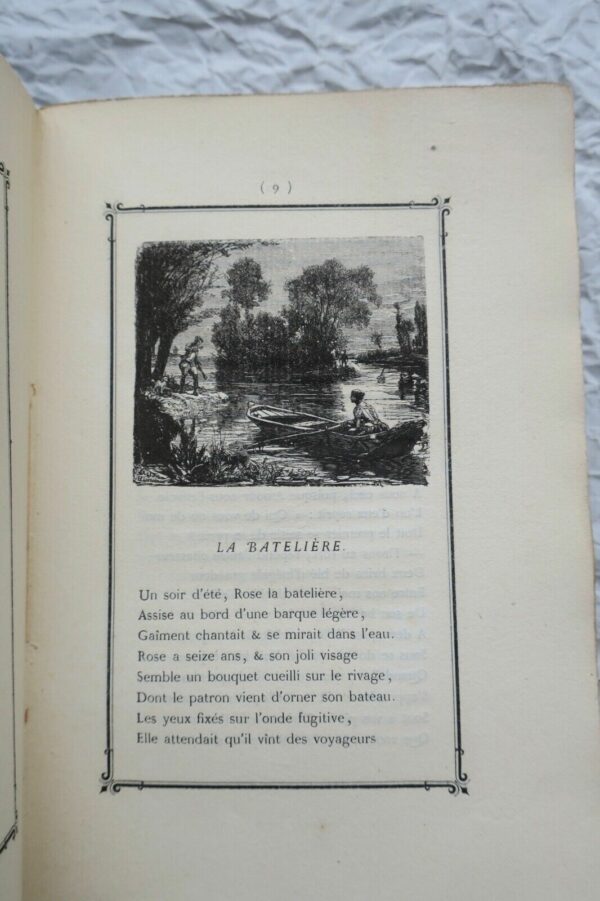 ( 9 )
LA BATELIÈRE.
Un soir d'été, Rose la batelière,
Assise au bord d'une barque légère,
Gaîment chantait & se mirait dans l'eau.
Rose a seize ans, & son joli visage
Semble un bouquet cueilli sur le rivage,
Dont le patron vient d'orner son bateau.
Les yeux fixés sur l'onde fugitive,
Elle attendait qu'il vînt des voyageurs